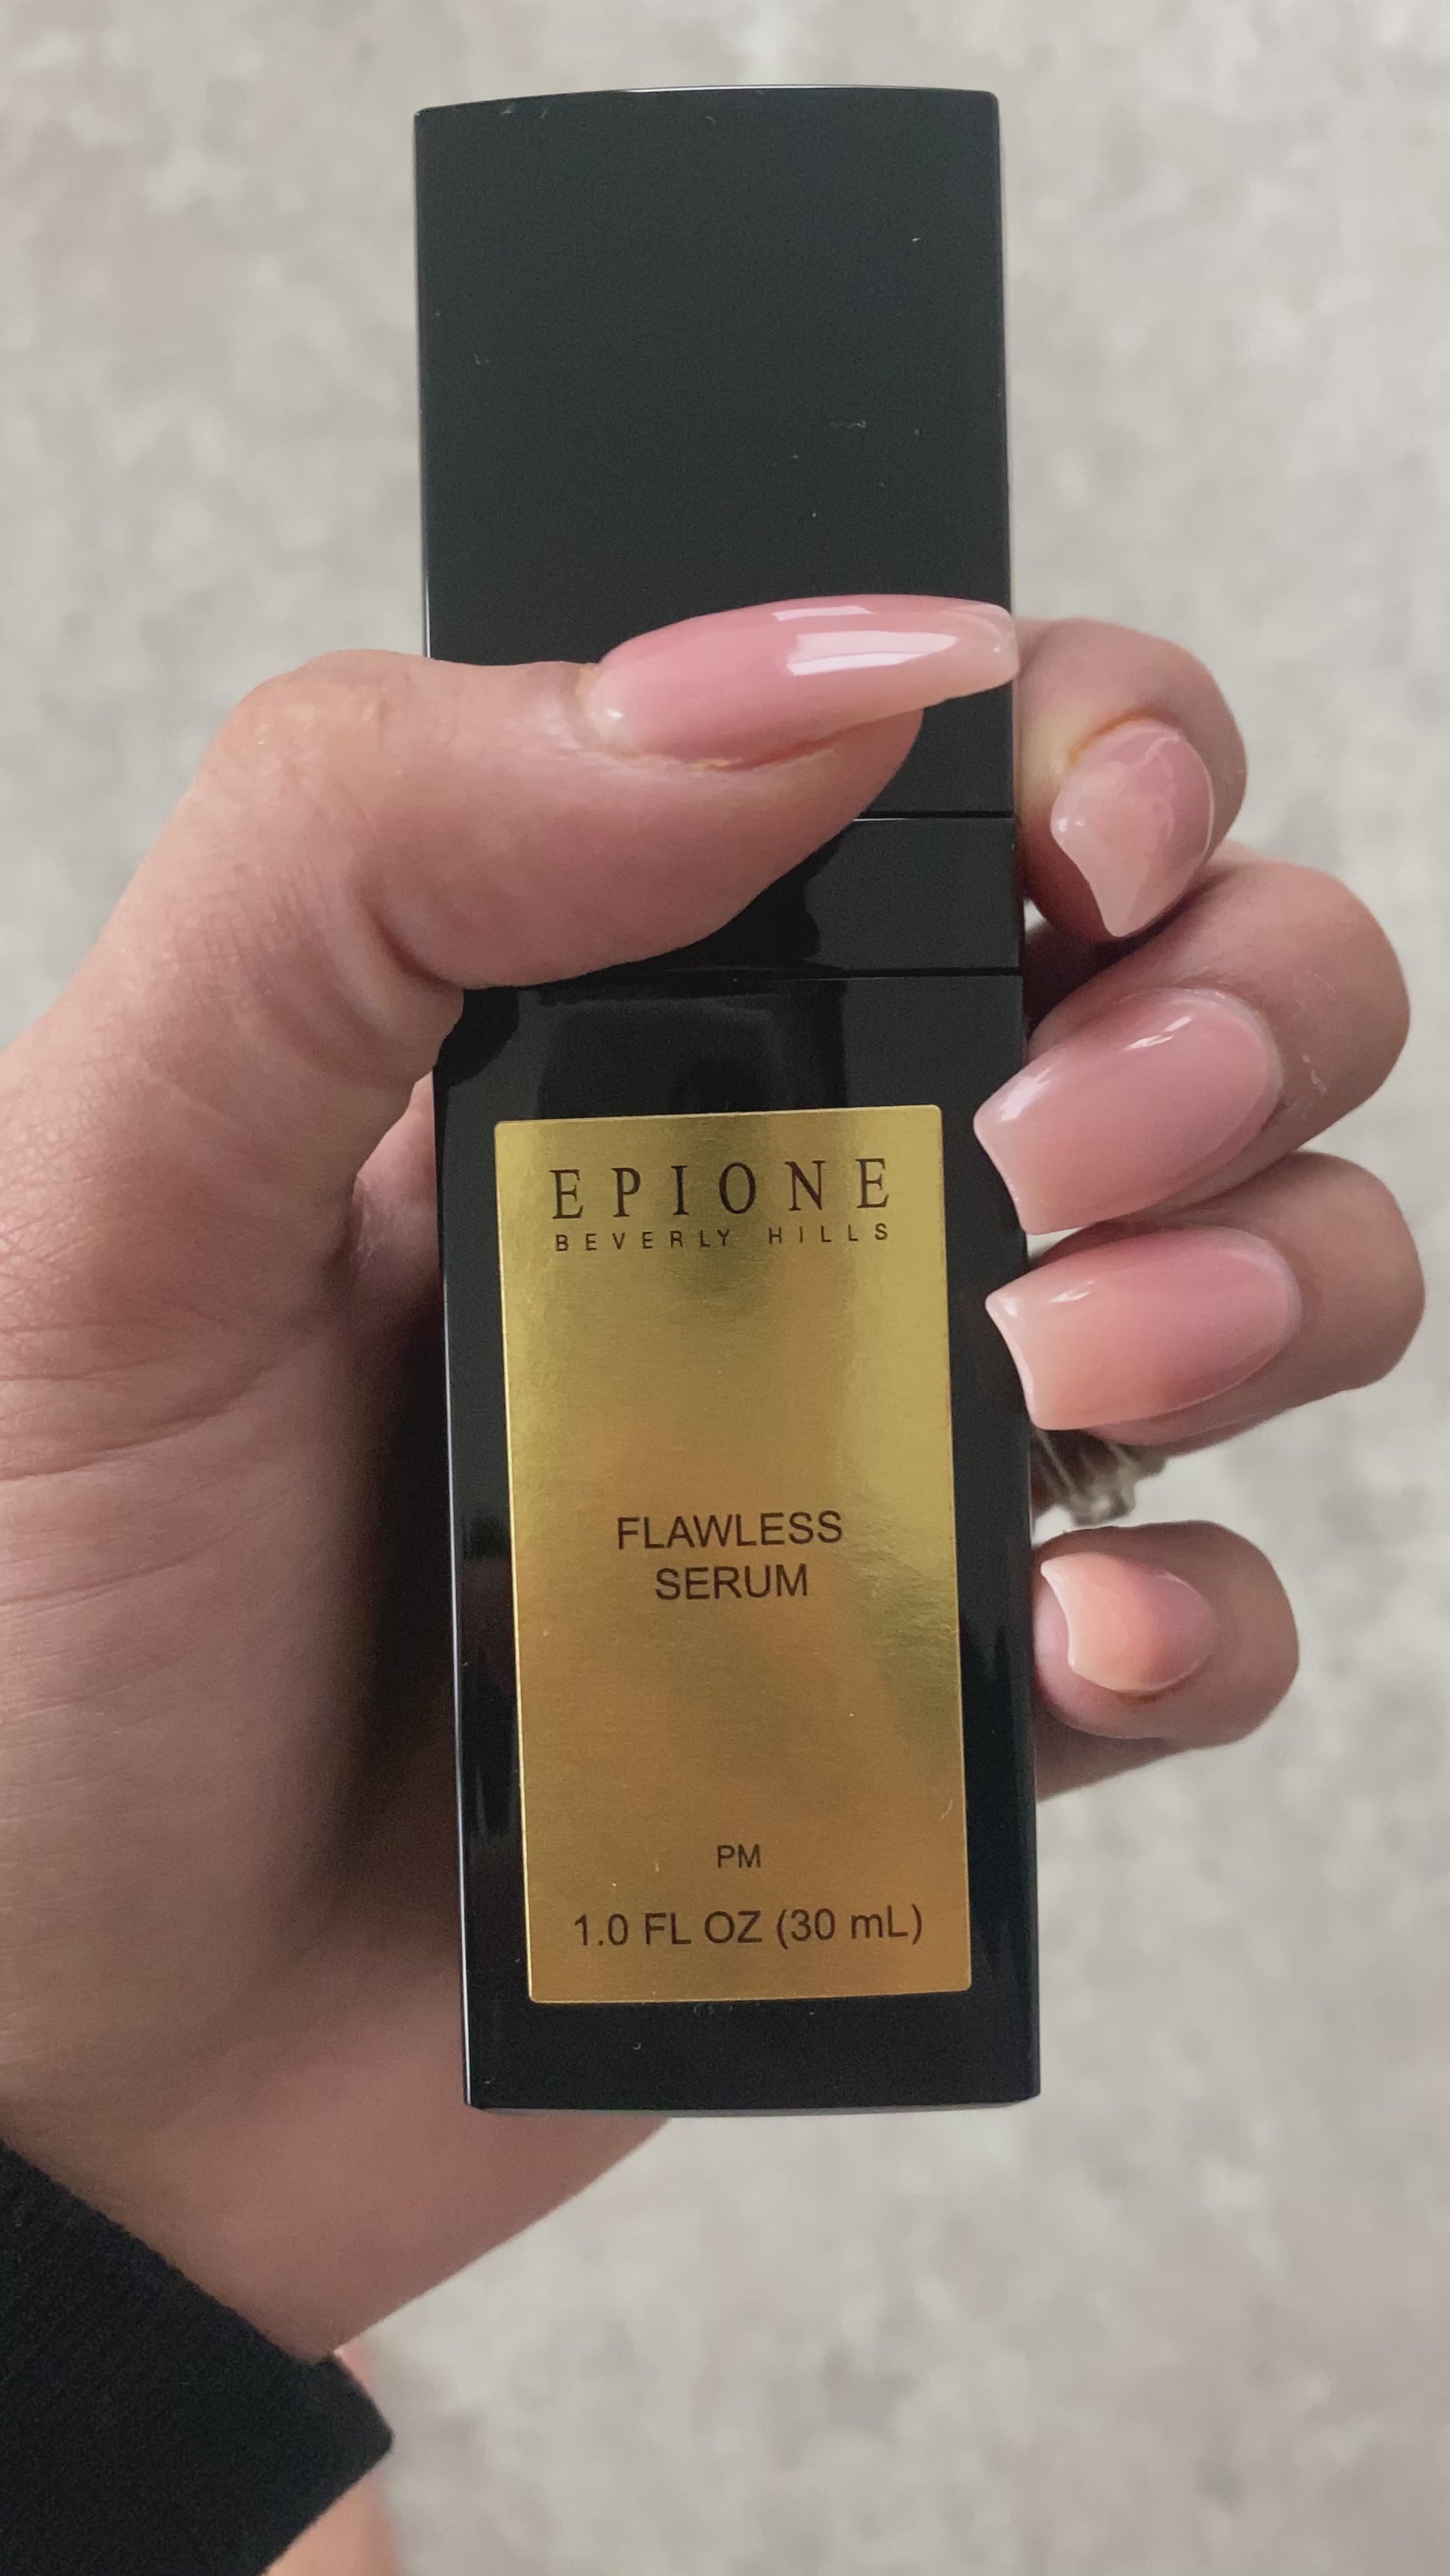 EPIONE
BEVERLY HILLS
FLAWLESS
SERUM
PM
1.0 FL OZ (30 mL)